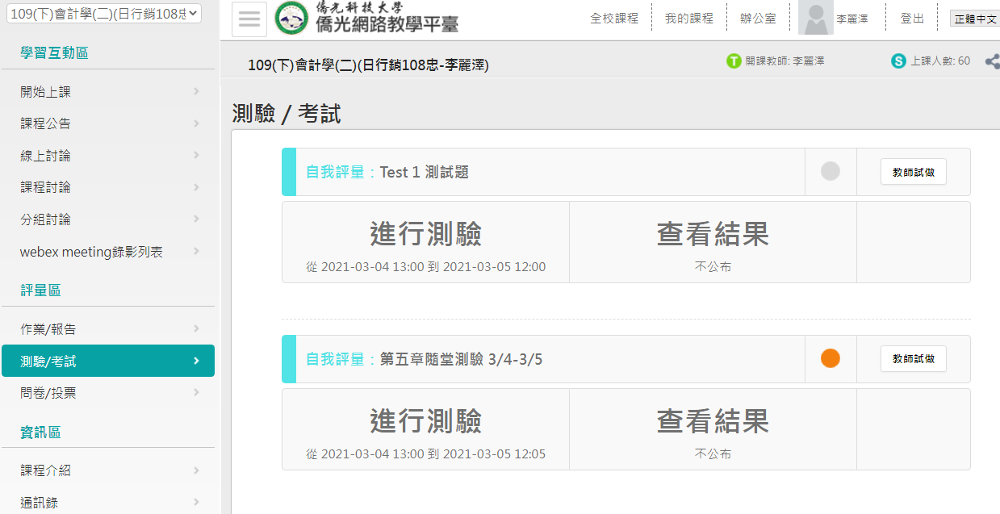 109(下)會計學(二)(日行銷108忠
學習互動區
開始上課
課程公告
線上討論
課程討論
分組討論
webex meeting錄影列表
評量區
作業/報告
測驗/考試
問卷/投票
資訊區
課程介紹
通訊錄
僑光科技大學
僑光網路教學平臺
全校課程
我的課程
辦公室
李麗澤
登出
正體中文
109(下)會計學(二)(日行銷108忠-李麗澤)
T 開課教師: 李麗澤
S 上課人數: 60
測驗 / 考試
自我評量：Test 1 測試題
教師試做
進行測驗
從 2021-03-04 13:00 到 2021-03-05 12:00
查看結果
不公布
自我評量：第五章隨堂測驗 3/4-3/5
教師試做
進行測驗
從 2021-03-04 13:00 到 2021-03-05 12:05
查看結果
不公布